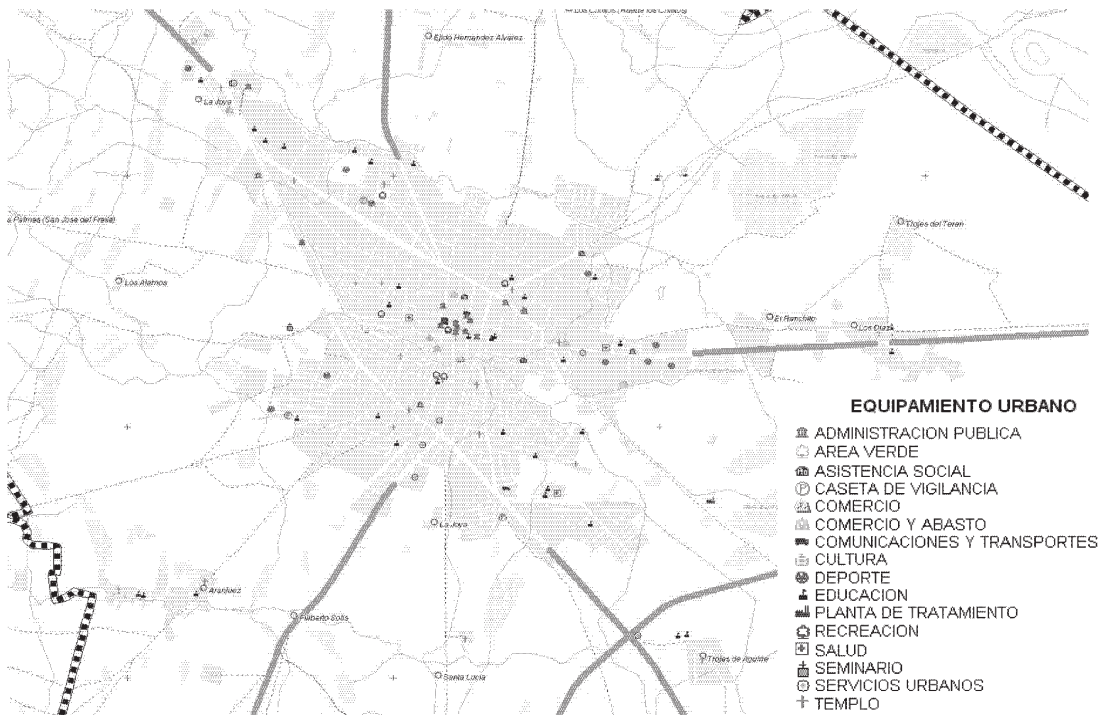 Ejido Hernandez Alvarez
La Joya
(San Jose del Fraile)
Trojes del Teran
Los Alamos
El Ranchito
Los Diaz
EQUIPAMIENTO URBANO
ADMINISTRACION PUBLICA
AREA VERDE
ASISTENCIA SOCIAL
CASETA DE VIGILANCIA
COMERCIO
COMERCIO Y ABASTO
COMUNICACIONES Y TRANSPORTES
CULTURA
DEPORTE
EDUCACION
PLANTA DE TRATAMIENTO
RECREACION
SALUD
SEMINARIO
SERVICIOS URBANOS
TEMPLO
La Joya
Aranjuez
Filiberto Solis
Trojes de Aguirre
Santa Lucia